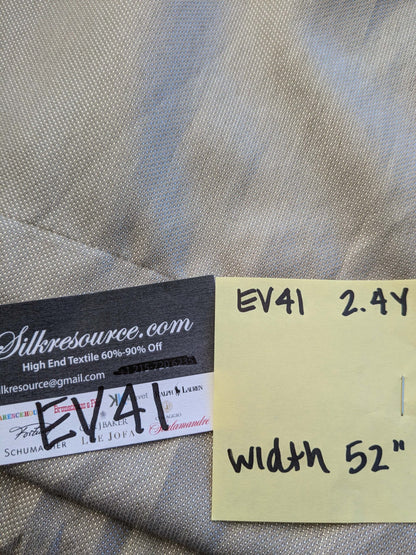 Silkresource.com
High End Textile 60%-90% Off
silkresource@gmail.com
RALPH LAUREN
EV41
J BAKER
Scalamandre
SCHUMACHER
LEE JOFA
EV41 2.4Y
Width 52"